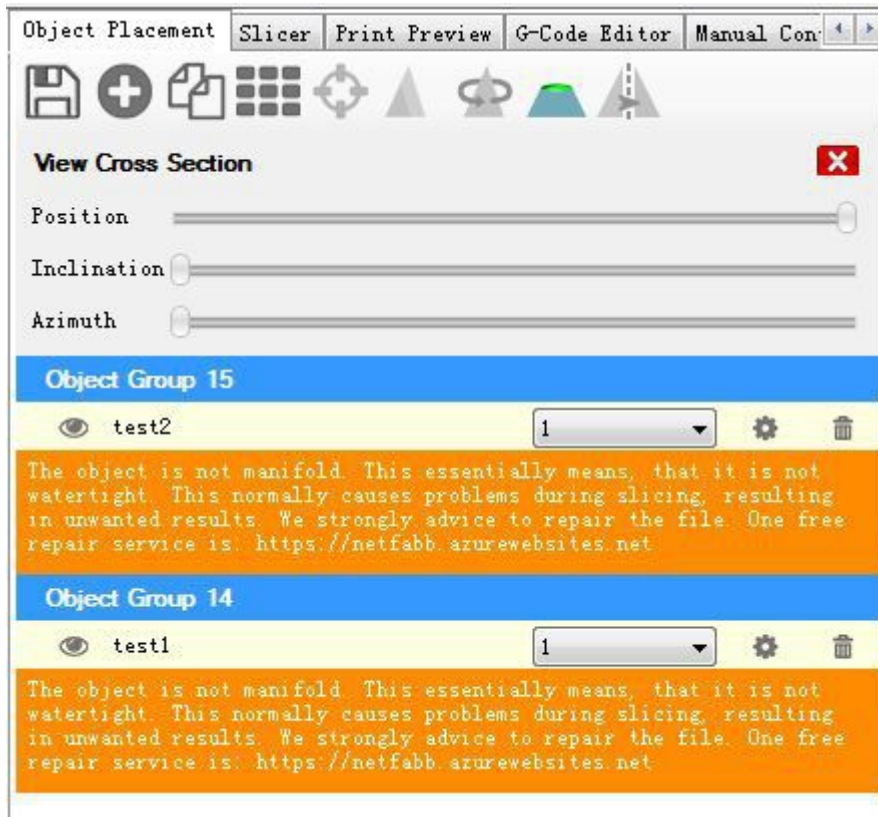 Object Placement Slicer Print Preview G-Code Editor Manual Con
View Cross Section
Position
Inclination
Azimuth
Object Group 15
test2 1
The object is not manifold. This essentially means, that it is not
watertight. This normally causes problems during slicing, resulting
in unwanted results. We strongly advice to repair the file. One free
repair service is: https://netfabb.azurewebsites.net
Object Group 14
test1 1
The object is not manifold. This essentially means, that it is not
watertight. This normally causes problems during slicing, resulting
in unwanted results. We strongly advice to repair the file. One free
repair service is: https://netfabb.azurewebsites.net